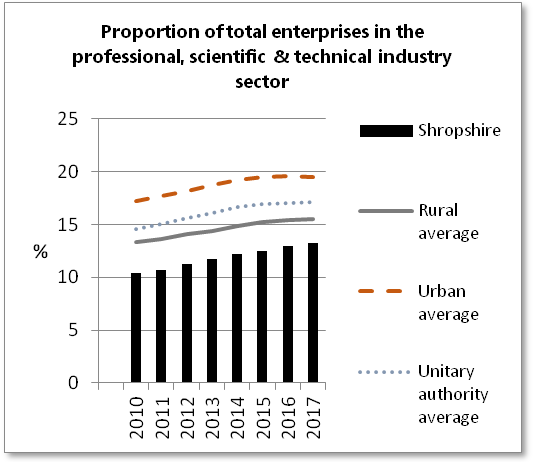 Proportion of total enterprises in the
professional, scientific & technical industry
sector
25
20
15
10
5
0
%
2010
2011
2012
2013
2014
2015
2016
2017
Shropshire
Rural
average
Urban
average
Unitary
authority
average